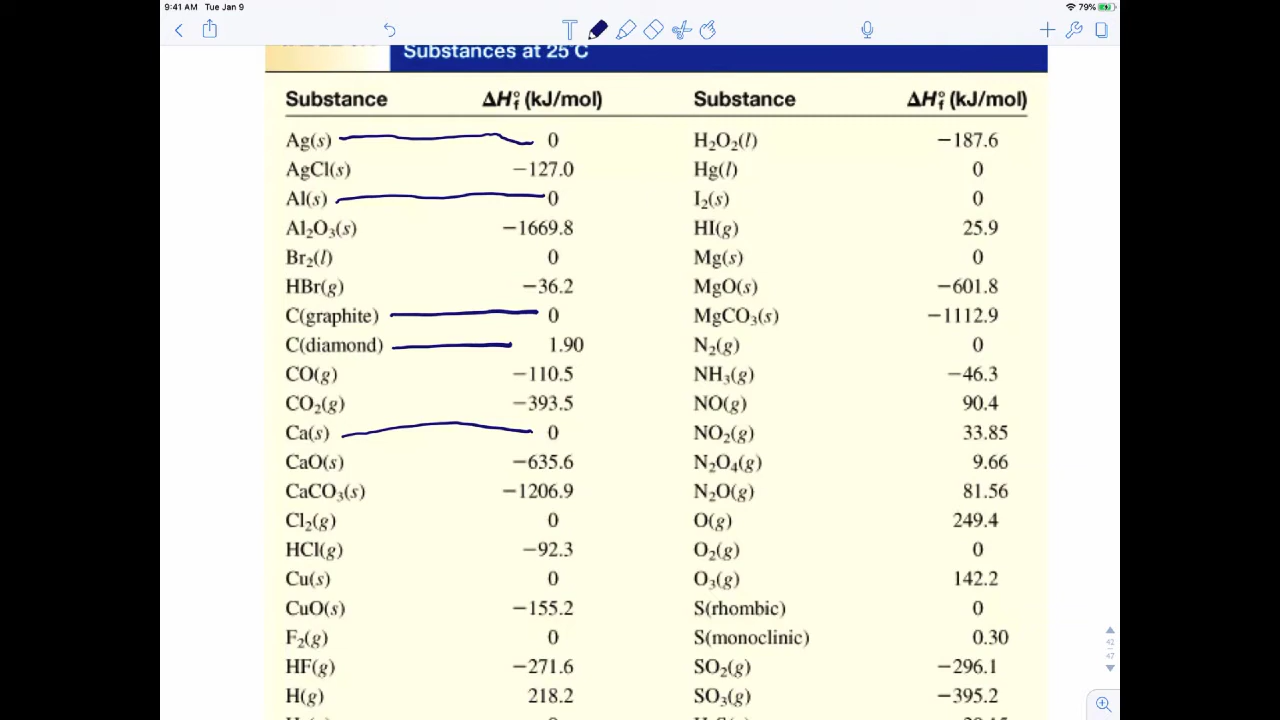 9:41 AM Tue Jan 9
79%
Substances at 25°C
Substance ΔH°f (kJ/mol) Substance ΔH°f (kJ/mol)
Ag(s) 0 H₂O₂(l) −187.6
AgCl(s) −127.0 Hg(l) 0
Al(s) 0 I₂(s) 0
Al₂O₃(s) −1669.8 HI(g) 25.9
Br₂(l) 0 Mg(s) 0
HBr(g) −36.2 MgO(s) −601.8
C(graphite) 0 MgCO₃(s) −1112.9
C(diamond) 1.90 N₂(g) 0
CO(g) −110.5 NH₃(g) −46.3
CO₂(g) −393.5 NO(g) 90.4
Ca(s) 0 NO₂(g) 33.85
CaO(s) −635.6 N₂O₄(g) 9.66
CaCO₃(s) −1206.9 N₂O(g) 81.56
Cl₂(g) 0 O(g) 249.4
HCl(g) −92.3 O₂(g) 0
Cu(s) 0 O₃(g) 142.2
CuO(s) −155.2 S(rhombic) 0
F₂(g) 0 S(monoclinic) 0.30
HF(g) −271.6 SO₂(g) −296.1
H(g) 218.2 SO₃(g) −395.2
42
47